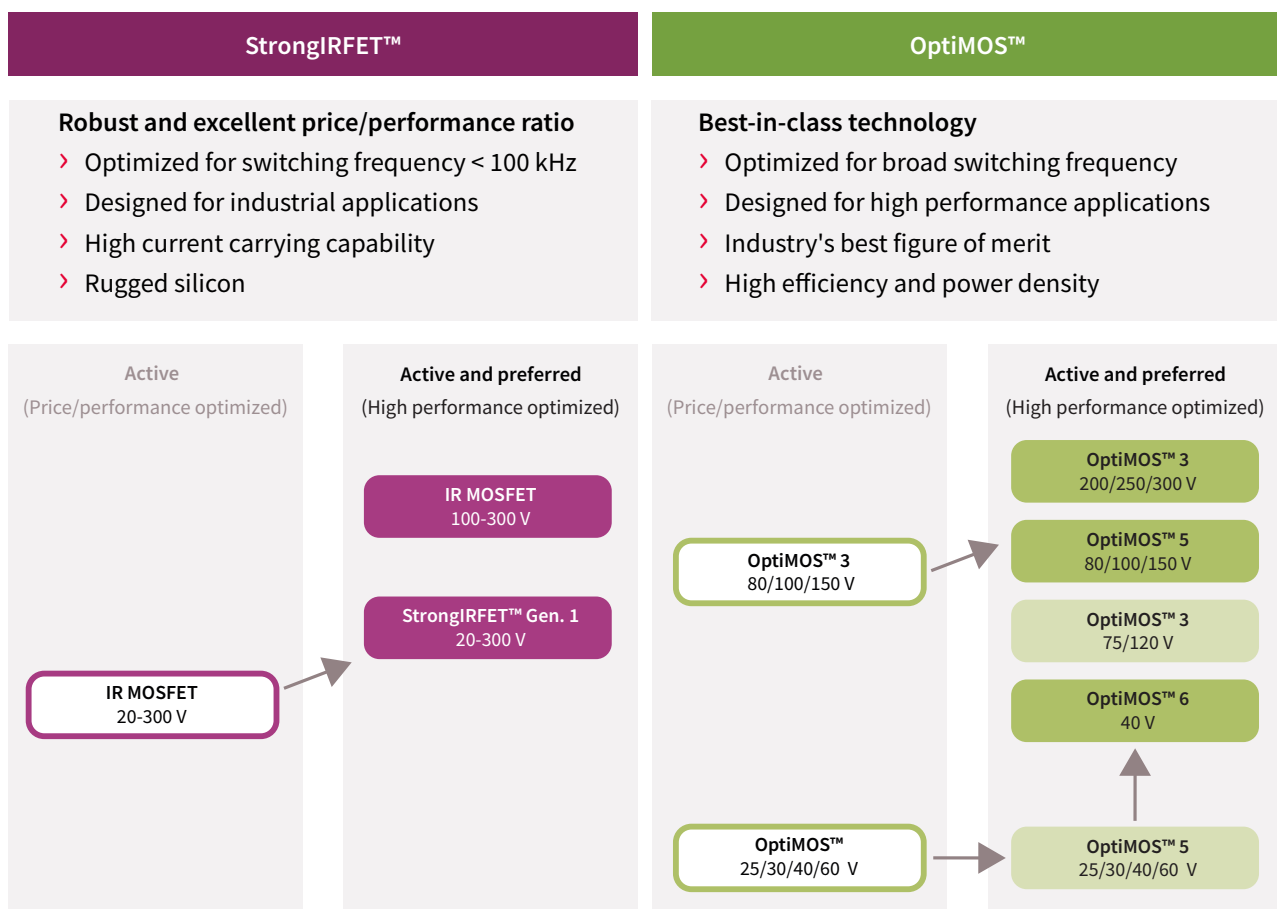 StrongIRFET™
Robust and excellent price/performance ratio
› Optimized for switching frequency < 100 kHz
› Designed for industrial applications
› High current carrying capability
› Rugged silicon
Active
(Price/performance optimized)
IR MOSFET
20-300 V
Active and preferred
(High performance optimized)
IR MOSFET
100-300 V
StrongIRFET™ Gen. 1
20-300 V
OptiMOS™
Best-in-class technology
› Optimized for broad switching frequency
› Designed for high performance applications
› Industry's best figure of merit
› High efficiency and power density
Active
(Price/performance optimized)
OptiMOS™ 3
80/100/150 V
OptiMOS™
25/30/40/60 V
Active and preferred
(High performance optimized)
OptiMOS™ 3
200/250/300 V
OptiMOS™ 5
80/100/150 V
OptiMOS™ 3
75/120 V
OptiMOS™ 6
40 V
OptiMOS™ 5
25/30/40/60 V